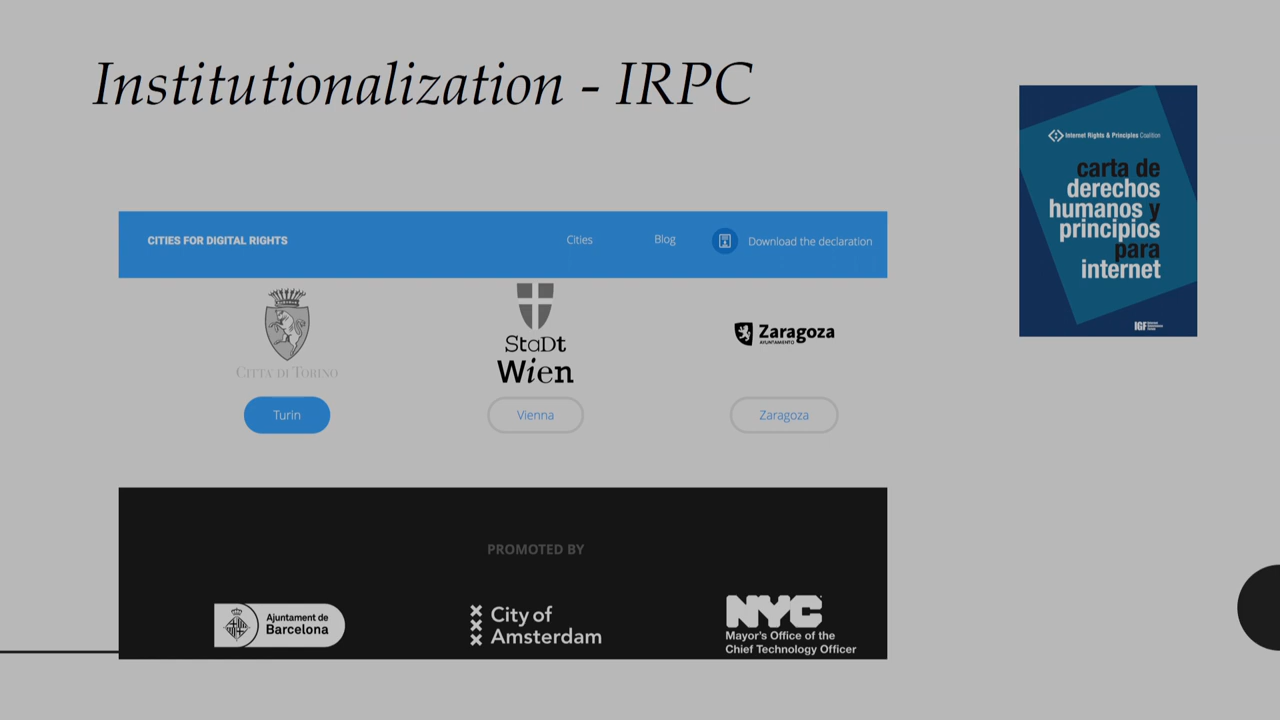 Institutionalization - IRPC
Internet Rights & Principles Coalition
carta de
derechos
humanos y
principios
para
internet
IGF
CITIES FOR DIGITAL RIGHTS
Cities
Blog
Download the declaration
CITTA DI TORINO
StaDt
Wien
Zaragoza
AYUNTAMIENTO
Turin
Vienna
Zaragoza
PROMOTED BY
Ajuntament de
Barcelona
City of
Amsterdam
NYC
Mayor's Office of the
Chief Technology Officer